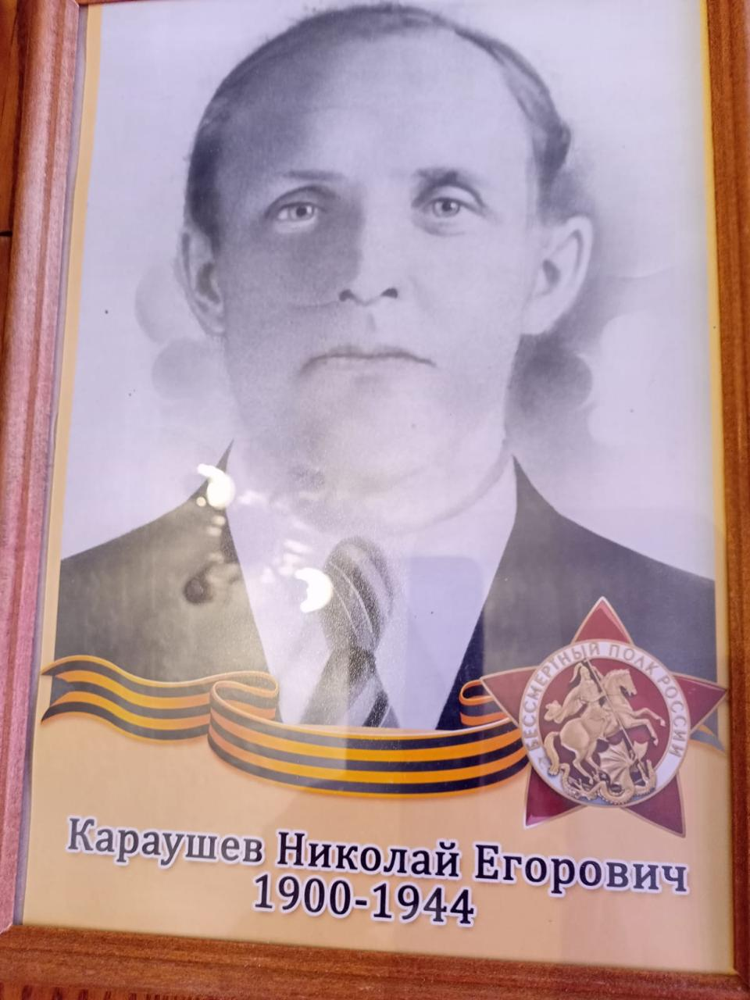 БЕССМЕРТНЫЙ ПОЛК РОССИИ
Караушев Николай Егорович
1900-1944